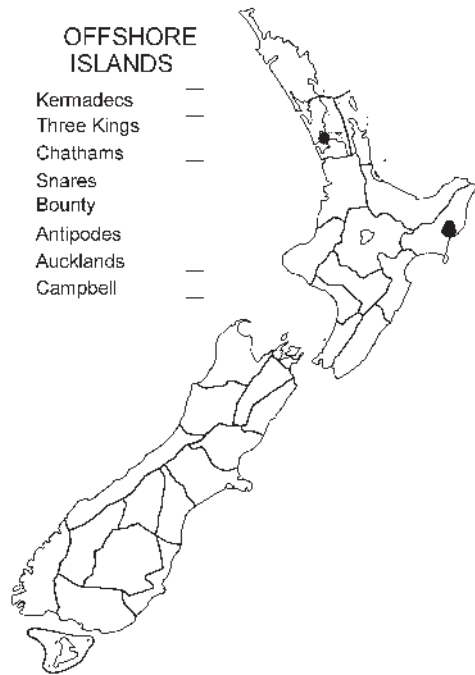 OFFSHORE
ISLANDS
Kermadecs —
Three Kings —
Chathams —
Snares
Bounty
Antipodes
Aucklands —
Campbell —